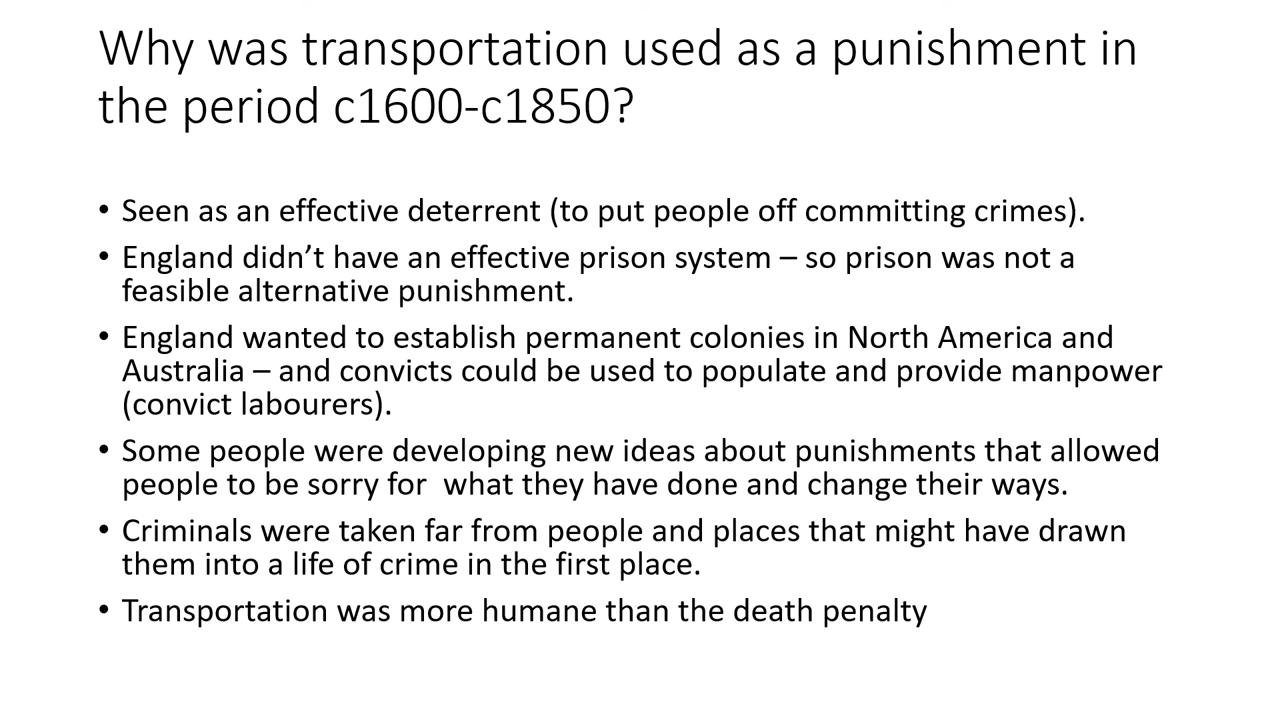 Why was transportation used as a punishment in
the period c1600-c1850?
• Seen as an effective deterrent (to put people off committing crimes).
• England didn’t have an effective prison system – so prison was not a
feasible alternative punishment.
• England wanted to establish permanent colonies in North America and
Australia – and convicts could be used to populate and provide manpower
(convict labourers).
• Some people were developing new ideas about punishments that allowed
people to be sorry for  what they have done and change their ways.
• Criminals were taken far from people and places that might have drawn
them into a life of crime in the first place.
• Transportation was more humane than the death penalty